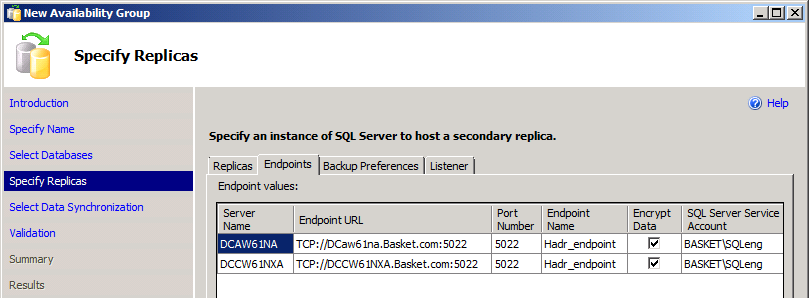 New Availability Group
Specify Replicas
Introduction
Help
Specify Name
Select Databases
Specify Replicas
Select Data Synchronization
Validation
Summary
Results
Specify an instance of SQL Server to host a secondary replica.
Replicas Endpoints Backup Preferences Listener
Endpoint values:
Server Name Endpoint URL Port Number Endpoint Name Encrypt Data SQL Server Service Account
DCAW61NA TCP://DCaw61na.Basket.com:5022 5022 Hadr_endpoint BASKET\SQLeng
DCCW61NXA TCP://DCCW61NXA.Basket.com:5022 5022 Hadr_endpoint BASKET\SQLeng